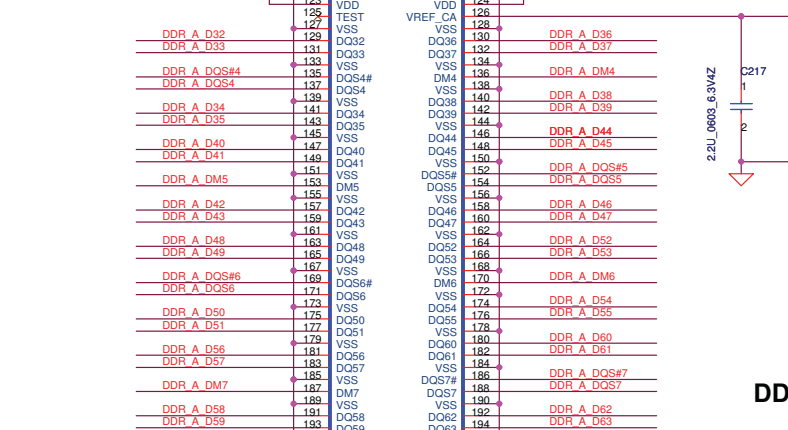 123 VDD VDD 124
125 TEST VREF_CA 126
127 VSS VSS 128
DDR_A_D32 129 DQ32 DQ36 130 DDR_A_D36
DDR_A_D33 131 DQ33 DQ37 132 DDR_A_D37
133 VSS VSS 134
DDR_A_DQS#4 135 DQS4# DM4 136 DDR_A_DM4 C217
DDR_A_DQS4 137 DQS4 VSS 138 1
139 VSS DQ38 140 DDR_A_D38
DDR_A_D34 141 DQ34 DQ39 142 DDR_A_D39
DDR_A_D35 143 DQ35 VSS 144 2
145 VSS DQ44 146 DDR_A_D44
DDR_A_D40 147 DQ40 DQ45 148 DDR_A_D45
DDR_A_D41 149 DQ41 VSS 150
2.2U_0603_6.3V4Z
151 VSS DQS5# 152 DDR_A_DQS#5
DDR_A_DM5 153 DM5 DQS5 154 DDR_A_DQS5
155 VSS VSS 156
DDR_A_D42 157 DQ42 DQ46 158 DDR_A_D46
DDR_A_D43 159 DQ43 DQ47 160 DDR_A_D47
161 VSS VSS 162
DDR_A_D48 163 DQ48 DQ52 164 DDR_A_D52
DDR_A_D49 165 DQ49 DQ53 166 DDR_A_D53
167 VSS VSS 168
DDR_A_DQS#6 169 DQS6# DM6 170 DDR_A_DM6
DDR_A_DQS6 171 DQS6 VSS 172
173 VSS DQ54 174 DDR_A_D54
DDR_A_D50 175 DQ50 DQ55 176 DDR_A_D55
DDR_A_D51 177 DQ51 VSS 178
179 VSS DQ60 180 DDR_A_D60
DDR_A_D56 181 DQ56 DQ61 182 DDR_A_D61
DDR_A_D57 183 DQ57 VSS 184
185 VSS DQS7# 186 DDR_A_DQS#7
DDR_A_DM7 187 DM7 DQS7 188 DDR_A_DQS7
DD
189 VSS VSS 190
DDR_A_D58 191 DQ58 DQ62 192 DDR_A_D62
DDR_A_D59 193 DQ59 DQ63 194 DDR_A_D63